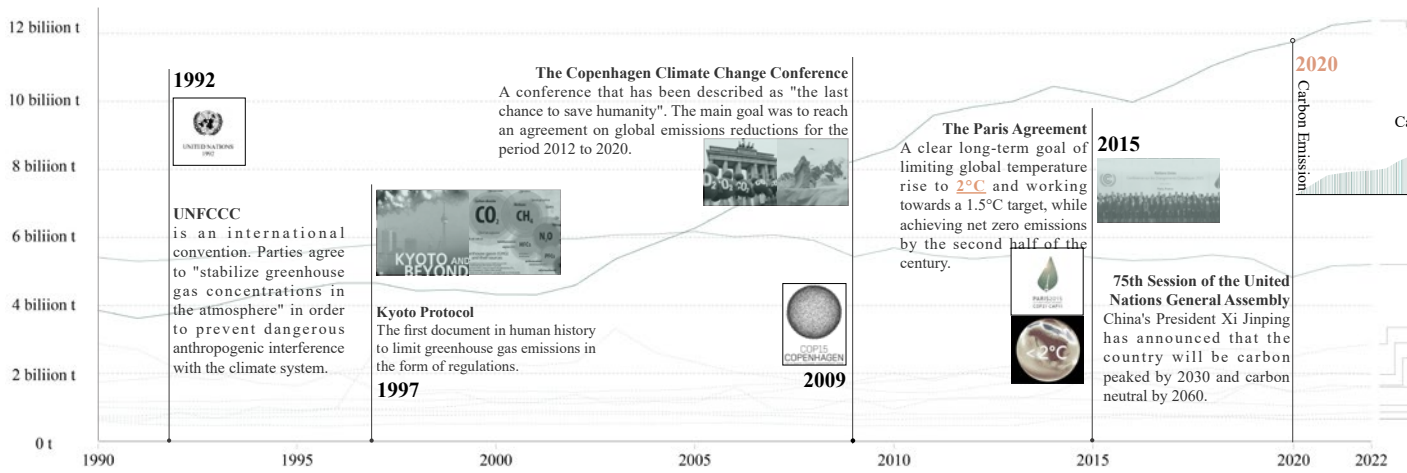 12 biliion t
10 biliion t
8 biliion t
6 biliion t
4 biliion t
2 biliion t
0 t
1992
UNITED NATIONS
1992
UNFCCC
is an international
convention. Parties agree
to "stabilize greenhouse
gas concentrations in
the atmosphere" in order
to prevent dangerous
anthropogenic interference
with the climate system.
KYOTO AND
BEYOND
CO2
CH4
N2O
HFCs
PFCs
Kyoto Protocol
The first document in human history
to limit greenhouse gas emissions in
the form of regulations.
1997
The Copenhagen Climate Change Conference
A conference that has been described as "the last
chance to save humanity". The main goal was to reach
an agreement on global emissions reductions for the
period 2012 to 2020.
COP15
COPENHAGEN
2009
The Paris Agreement
A clear long-term goal of
limiting global temperature
rise to 2°C and working
towards a 1.5°C target, while
achieving net zero emissions
by the second half of the
century.
PARIS2015
COP21·CMP11
<2°C
2015
75th Session of the United
Nations General Assembly
China's President Xi Jinping
has announced that the
country will be carbon
peaked by 2030 and carbon
neutral by 2060.
2020
Carbon Emission
Ca
1990
1995
2000
2005
2010
2015
2020
2022